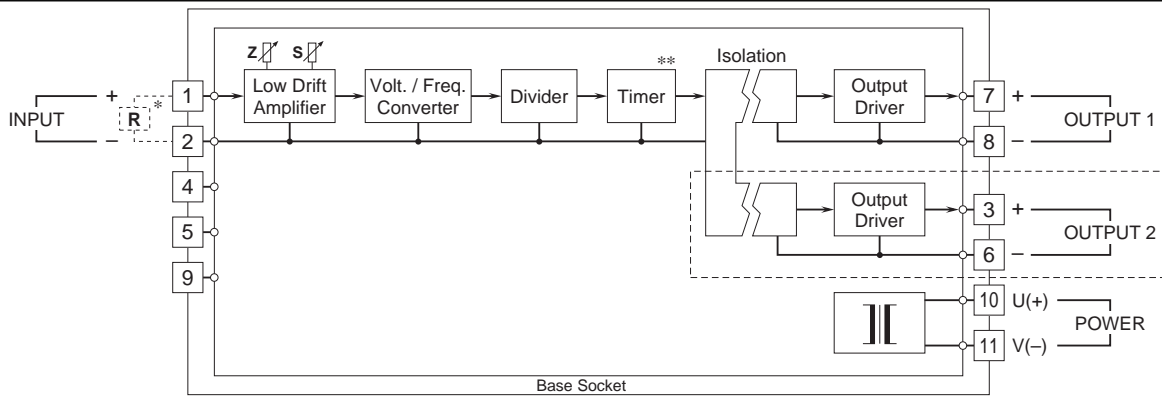 Isolation
Z S **
INPUT + – R *
1 2 4 5 9
Low Drift
Amplifier
Volt. / Freq.
Converter
Divider
Timer
Output
Driver
7 +
8 –
OUTPUT 1
Output
Driver
3 +
6 –
OUTPUT 2
10 U(+)
11 V(–)
POWER
Base Socket